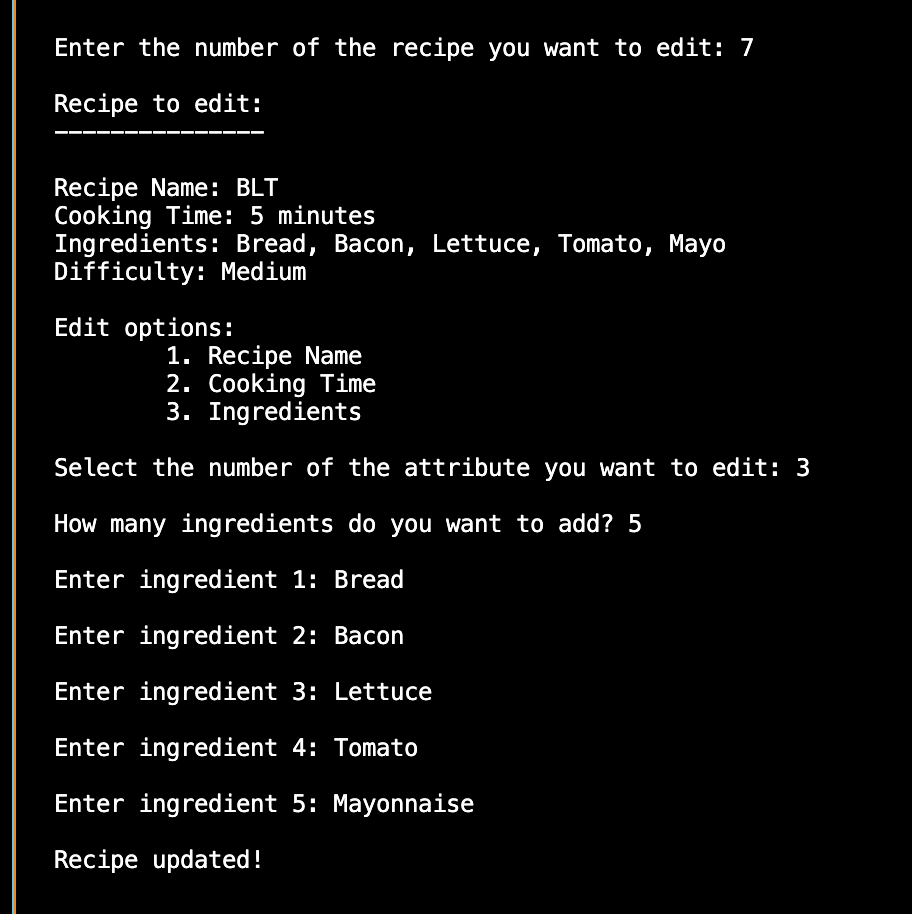 Enter the number of the recipe you want to edit: 7
Recipe to edit:
---------------
Recipe Name: BLT
Cooking Time: 5 minutes
Ingredients: Bread, Bacon, Lettuce, Tomato, Mayo
Difficulty: Medium
Edit options:
1. Recipe Name
2. Cooking Time
3. Ingredients
Select the number of the attribute you want to edit: 3
How many ingredients do you want to add? 5
Enter ingredient 1: Bread
Enter ingredient 2: Bacon
Enter ingredient 3: Lettuce
Enter ingredient 4: Tomato
Enter ingredient 5: Mayonnaise
Recipe updated!